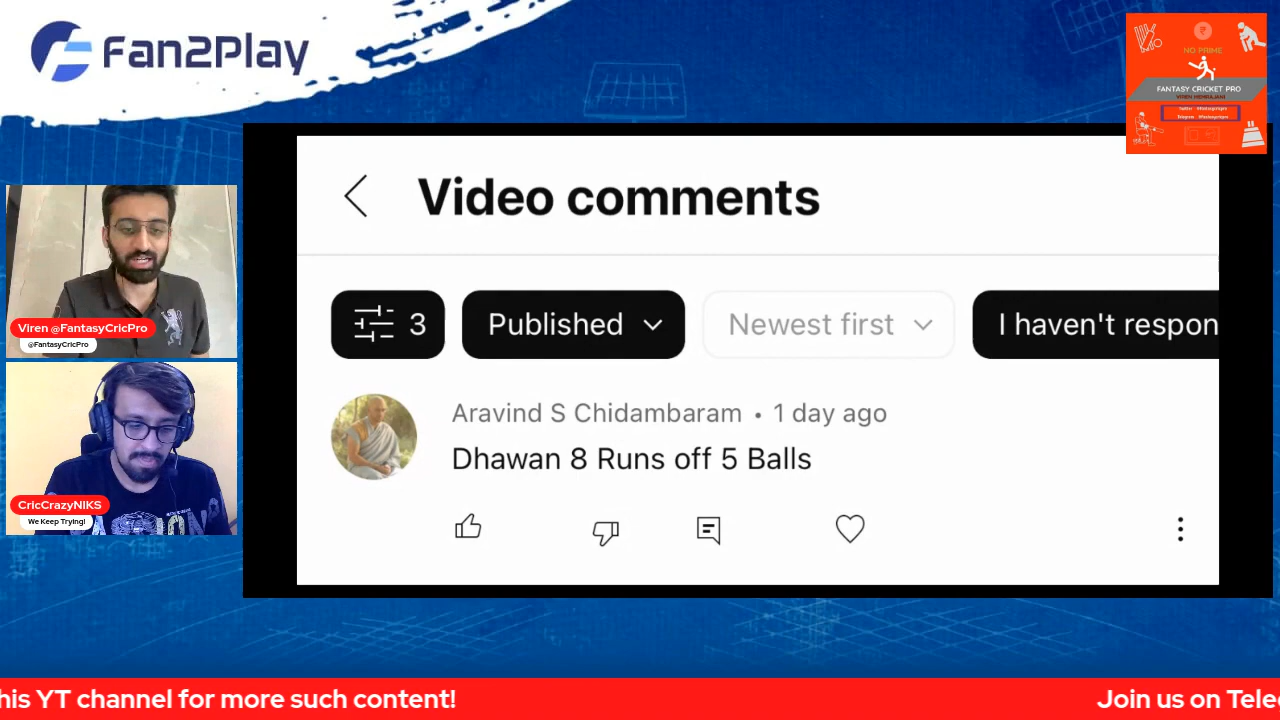 Fan2Play
NO PRIME
FANTASY CRICKET PRO
VIREN HEMRAJANI
Video comments
3
Published
Newest first
I haven't respon
Aravind S Chidambaram • 1 day ago
Dhawan 8 Runs off 5 Balls
Viren @FantasyCricPro
@FantasyCricPro
CricCrazyNIKS
We Keep Trying!
his YT channel for more such content!
Join us on Tele